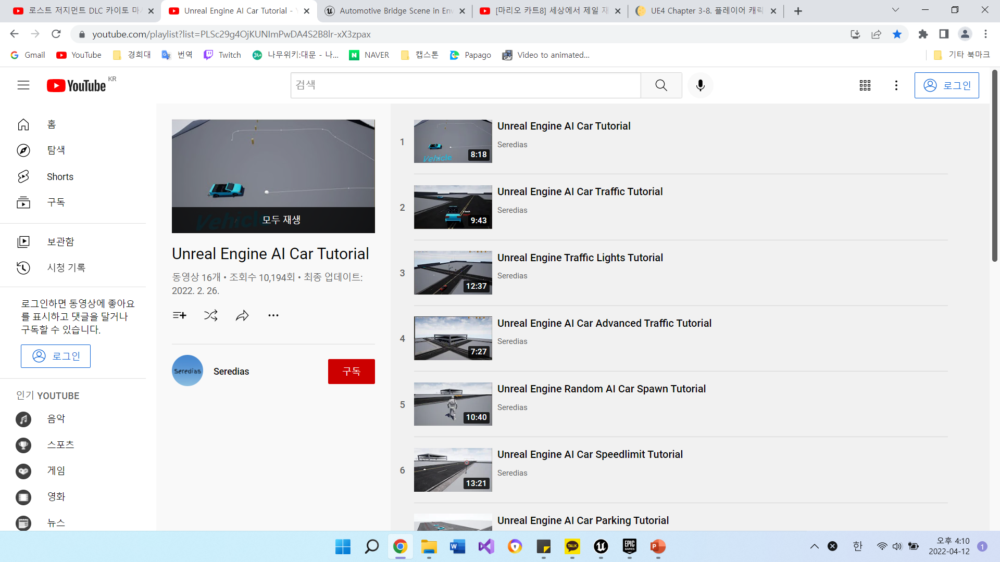 로스트 저지먼트 DLC 카이토 마
Unreal Engine AI Car Tutorial -
Automotive Bridge Scene in Env
[마리오 카트8] 세상에서 제일 재
UE4 Chapter 3-8. 플레이어 캐릭
youtube.com/playlist?list=PLSc29g4OjKUNImPwDA4S2B8lr-xX3zpax
Gmail
YouTube
경희대
번역
Twitch
나무위키:대문 - 나...
NAVER
캡스톤
Papago
Video to animated...
기타 북마크
YouTube KR
검색
로그인
홈
탐색
Shorts
구독
보관함
시청 기록
로그인하면 동영상에 좋아요
를 표시하고 댓글을 달거나
구독할 수 있습니다.
로그인
인기 YOUTUBE
음악
스포츠
게임
영화
뉴스
Vehicle
모두 재생
Unreal Engine AI Car Tutorial
동영상 16개 • 조회수 10,194회 • 최종 업데이트:
2022. 2. 26.
Seredias
Seredias
구독
1
Vehicle
8:18
Unreal Engine AI Car Tutorial
Seredias
2
9:43
Unreal Engine AI Car Traffic Tutorial
Seredias
3
12:37
Unreal Engine Traffic Lights Tutorial
Seredias
4
7:27
Unreal Engine AI Car Advanced Traffic Tutorial
Seredias
5
10:40
Unreal Engine Random AI Car Spawn Tutorial
Seredias
6
13:21
Unreal Engine AI Car Speedlimit Tutorial
Seredias
Unreal Engine AI Car Parking Tutorial
W
TALK
EPIC
GAMES
P
한
오후 4:10
2022-04-12
1